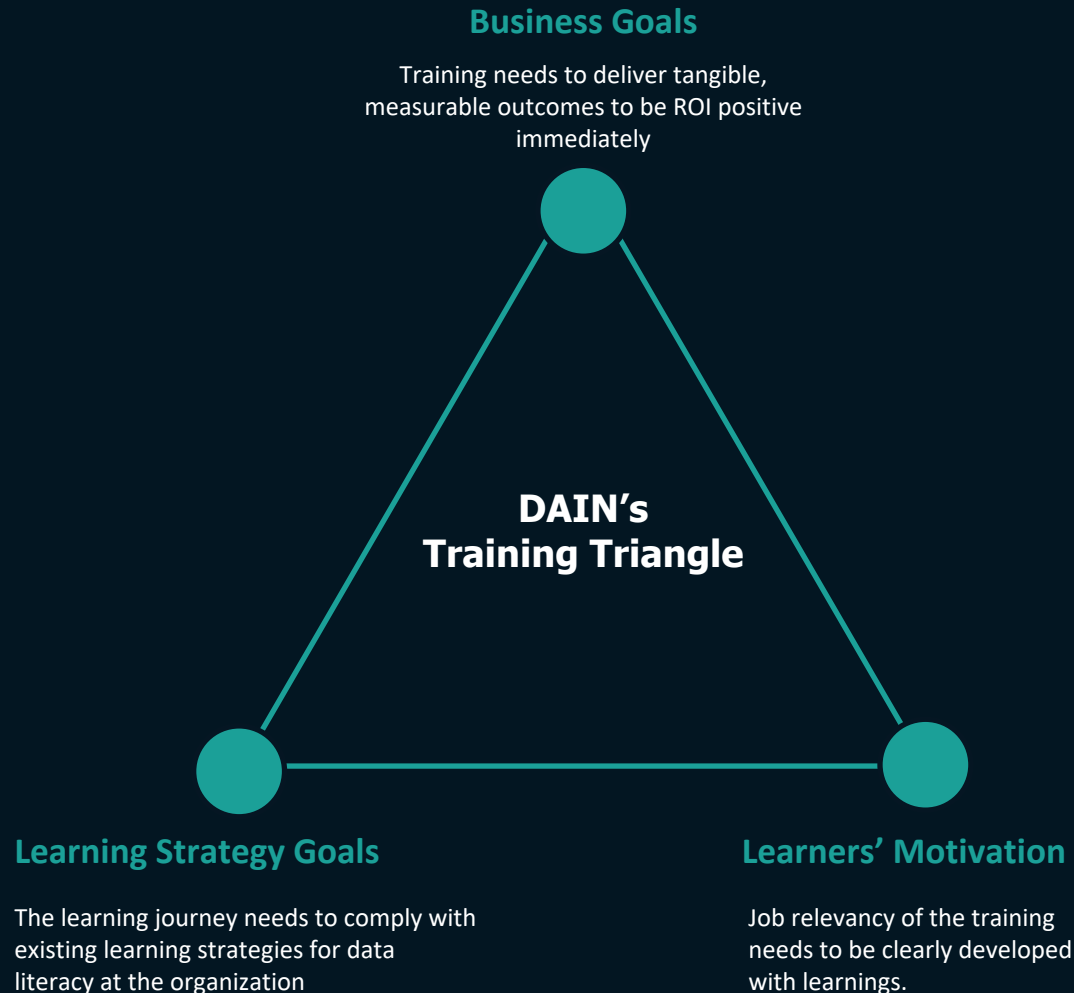 Business Goals
Training needs to deliver tangible,
measurable outcomes to be ROI positive
immediately
DAIN’s
Training Triangle
Learning Strategy Goals
The learning journey needs to comply with
existing learning strategies for data
literacy at the organization
Learners’ Motivation
Job relevancy of the training
needs to be clearly developed
with learnings.